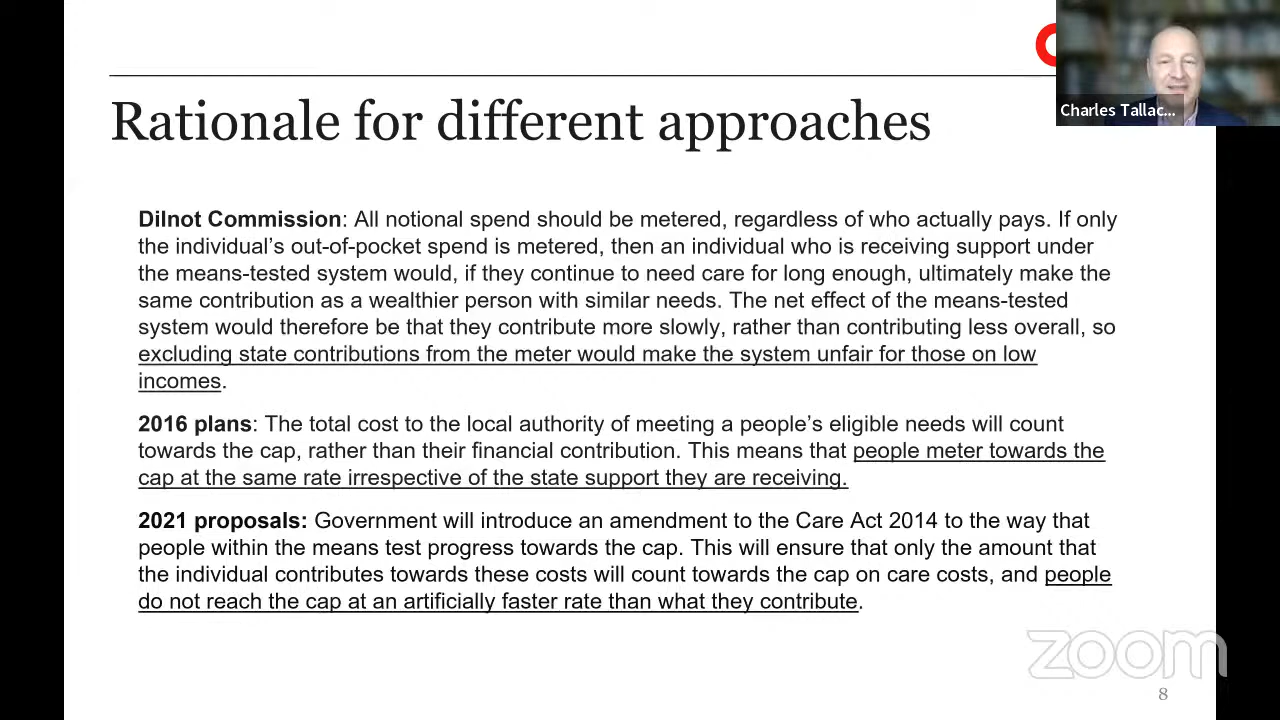 Charles Tallac...
Rationale for different approaches
Dilnot Commission: All notional spend should be metered, regardless of who actually pays. If only
the individual’s out-of-pocket spend is metered, then an individual who is receiving support under
the means-tested system would, if they continue to need care for long enough, ultimately make the
same contribution as a wealthier person with similar needs. The net effect of the means-tested
system would therefore be that they contribute more slowly, rather than contributing less overall, so
excluding state contributions from the meter would make the system unfair for those on low
incomes.
2016 plans: The total cost to the local authority of meeting a people’s eligible needs will count
towards the cap, rather than their financial contribution. This means that people meter towards the
cap at the same rate irrespective of the state support they are receiving.
2021 proposals: Government will introduce an amendment to the Care Act 2014 to the way that
people within the means test progress towards the cap. This will ensure that only the amount that
the individual contributes towards these costs will count towards the cap on care costs, and people
do not reach the cap at an artificially faster rate than what they contribute.
zoom
8